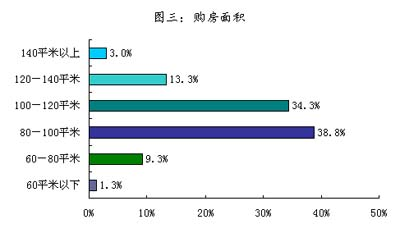 图三：购房面积
140平米以上 3.0%
120－140平米 13.3%
100－120平米 34.3%
80－100平米 38.8%
60－80平米 9.3%
60平米以下 1.3%
0% 10% 20% 30% 40% 50%